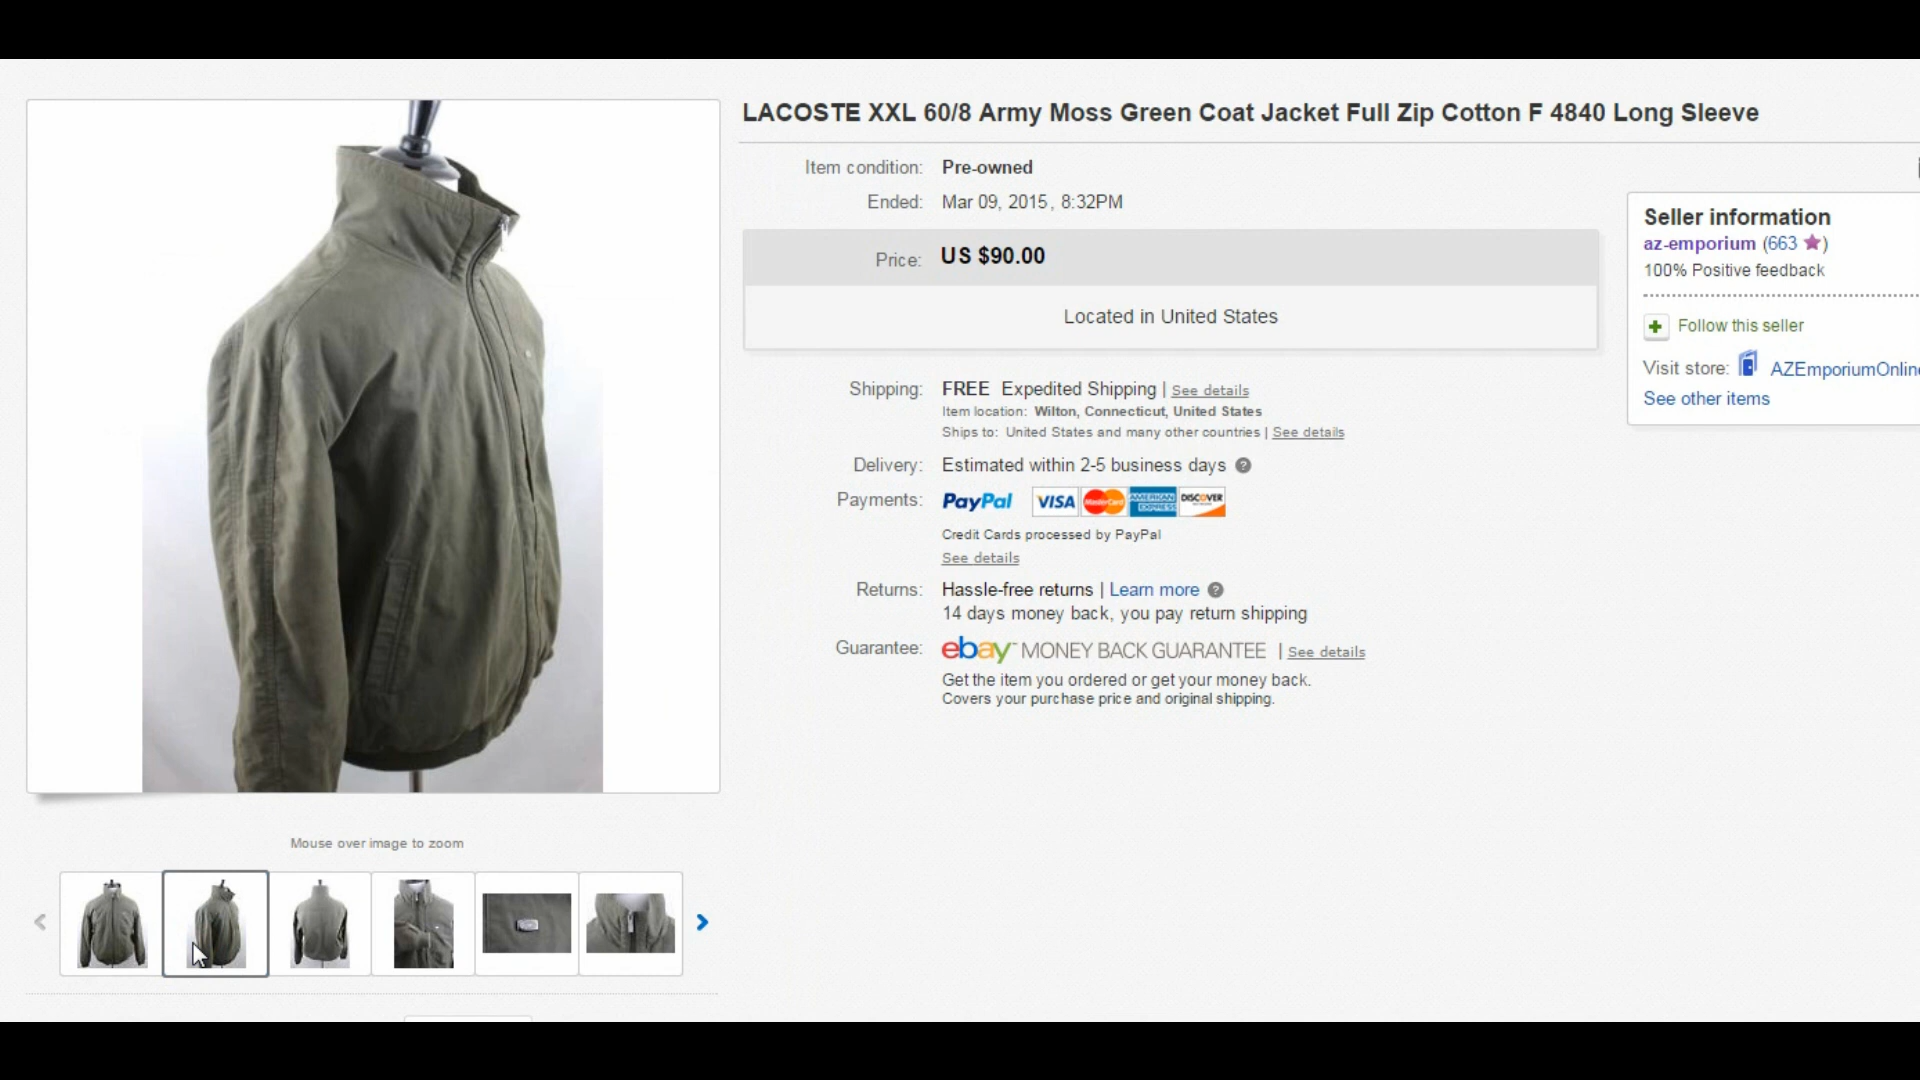 LACOSTE XXL 60/8 Army Moss Green Coat Jacket Full Zip Cotton F 4840 Long Sleeve
Item condition: Pre-owned
Ended: Mar 09, 2015, 8:32PM
Price: US $90.00
Located in United States
Shipping: FREE Expedited Shipping | See details
Item location: Wilton, Connecticut, United States
Ships to: United States and many other countries | See details
Delivery: Estimated within 2-5 business days ?
Payments: PayPal VISA MasterCard AMERICAN EXPRESS DISCOVER
Credit Cards processed by PayPal
See details
Returns: Hassle-free returns | Learn more ?
14 days money back, you pay return shipping
Guarantee: ebay™ MONEY BACK GUARANTEE | See details
Get the item you ordered or get your money back.
Covers your purchase price and original shipping.
Seller information
az-emporium (663 ★)
100% Positive feedback
Follow this seller
Visit store: AZEmporiumOnline
See other items
Mouse over image to zoom